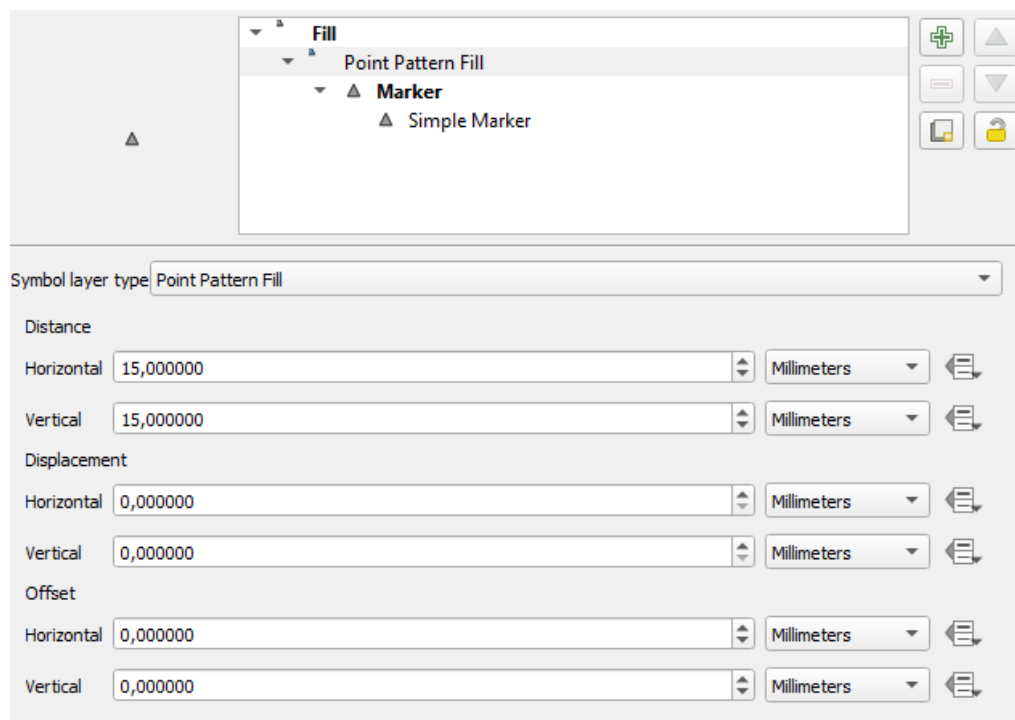 Fill
Point Pattern Fill
Marker
Simple Marker
Symbol layer type Point Pattern Fill
Distance
Horizontal 15,000000 Millimeters
Vertical 15,000000 Millimeters
Displacement
Horizontal 0,000000 Millimeters
Vertical 0,000000 Millimeters
Offset
Horizontal 0,000000 Millimeters
Vertical 0,000000 Millimeters